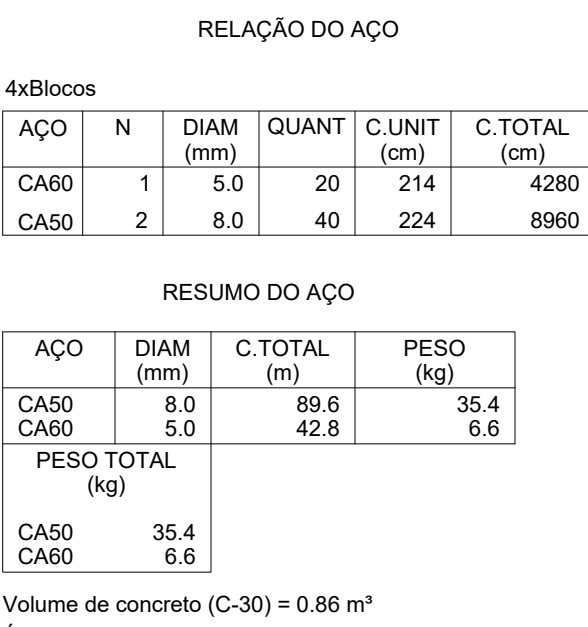 RELAÇÃO DO AÇO
4xBlocos
AÇO N DIAM QUANT C.UNIT C.TOTAL
(mm) (cm) (cm)
CA60 1 5.0 20 214 4280
CA50 2 8.0 40 224 8960
RESUMO DO AÇO
AÇO DIAM C.TOTAL PESO
(mm) (m) (kg)
CA50 8.0 89.6 35.4
CA60 5.0 42.8 6.6
PESO TOTAL
(kg)
CA50 35.4
CA60 6.6
Volume de concreto (C-30) = 0.86 m³